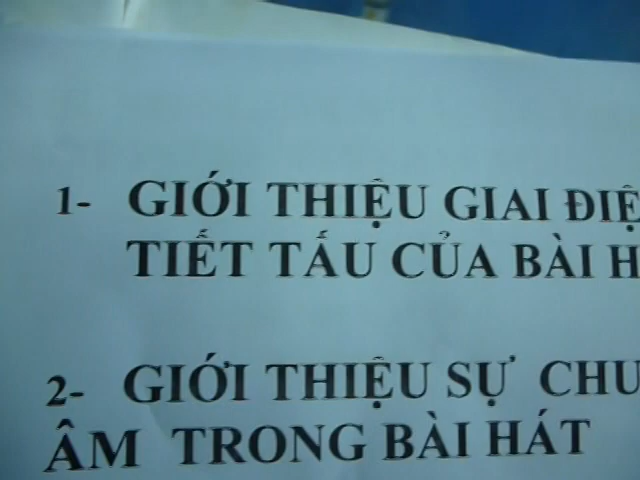 1- GIỚI THIỆU GIAI
TIẾT TẤU CỦA BÀI
2- GIỚI THIỆU SỰ
ÂM TRONG BÀI HÁT